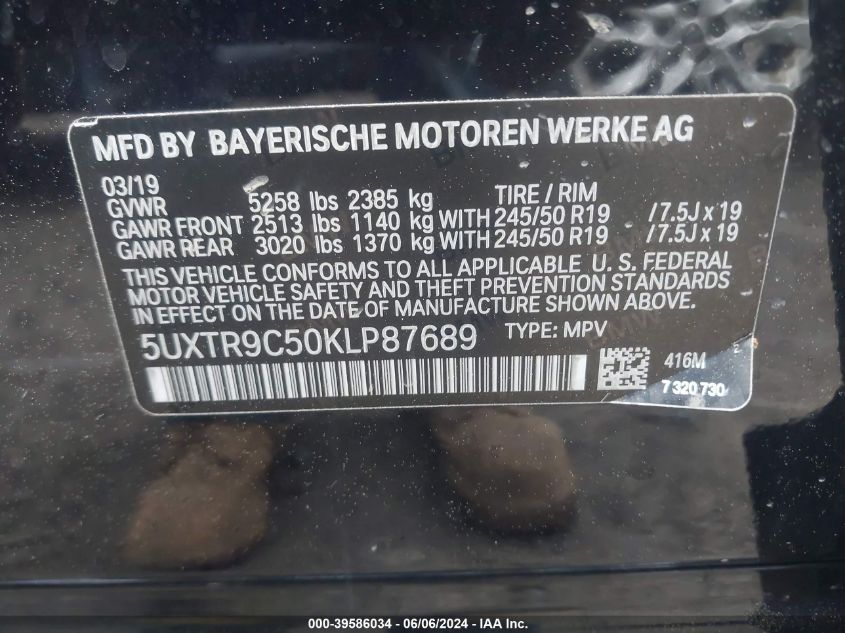 MFD BY BAYERISCHE MOTOREN WERKE AG
03/19
GVWR 5258 lbs 2385 kg TIRE / RIM
GAWR FRONT 2513 lbs 1140 kg WITH 245/50 R19 /7.5J x 19
GAWR REAR 3020 lbs 1370 kg WITH 245/50 R19 /7.5J x 19
THIS VEHICLE CONFORMS TO ALL APPLICABLE U. S. FEDERAL
MOTOR VEHICLE SAFETY AND THEFT PREVENTION STANDARDS
IN EFFECT ON THE DATE OF MANUFACTURE SHOWN ABOVE.
5UXTR9C50KLP87689 TYPE: MPV
416M
7 320 730
000-39586034 - 06/06/2024 - IAA Inc.